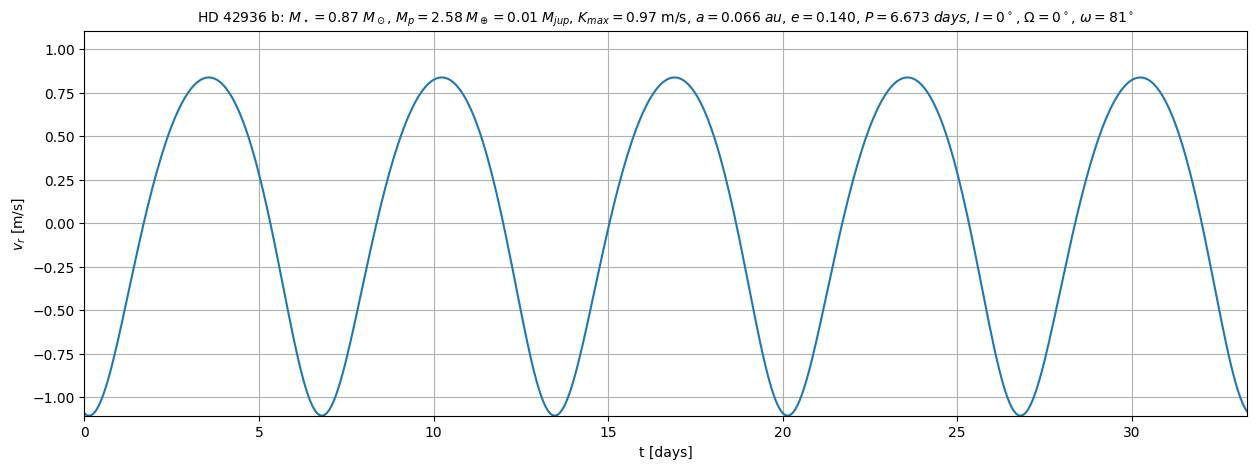 HD 42936 b: M⋆ = 0.87 M⊙, Mp = 2.58 M⊕ = 0.01 Mjup, Kmax = 0.97 m/s, a = 0.066 au, e = 0.140, P = 6.673 days, I = 0°, Ω = 0°, ω = 81°
1.00
0.75
0.50
0.25
0.00
−0.25
−0.50
−0.75
−1.00
vr [m/s]
0 5 10 15 20 25 30
t [days]